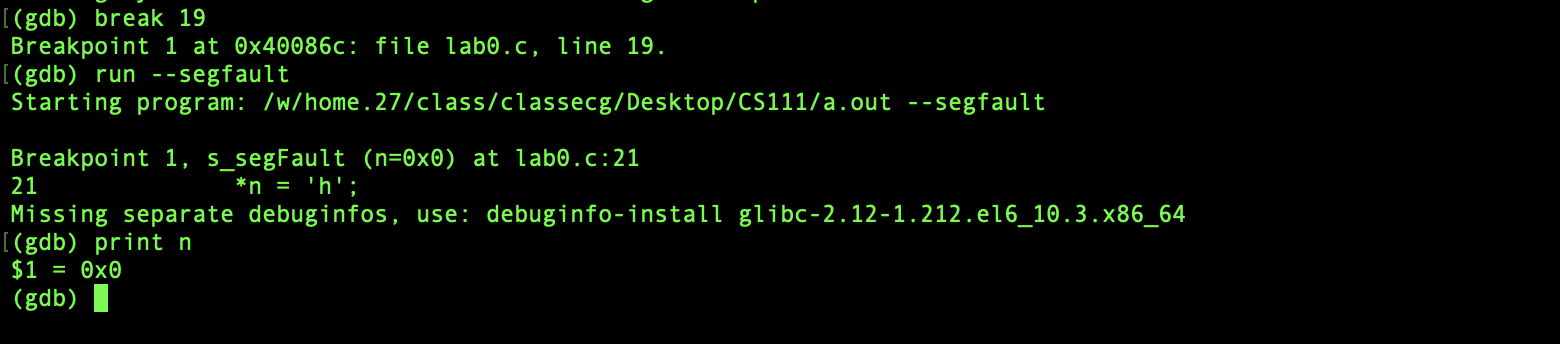 [(gdb) break 19
Breakpoint 1 at 0x40086c: file lab0.c, line 19.
[(gdb) run --segfault
Starting program: /w/home.27/class/classecg/Desktop/CS111/a.out --segfault
Breakpoint 1, s_segFault (n=0x0) at lab0.c:21
21              *n = 'h';
Missing separate debuginfos, use: debuginfo-install glibc-2.12-1.212.el6_10.3.x86_64
[(gdb) print n
$1 = 0x0
(gdb)